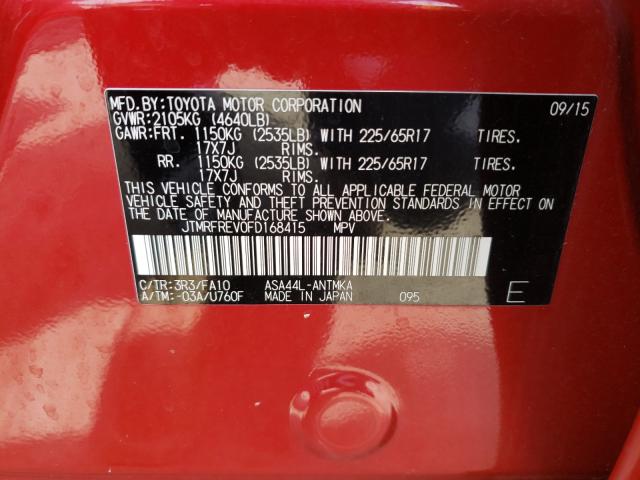 MFD.BY:TOYOTA MOTOR CORPORATION 09/15
GVWR:2105KG (4640LB)
GAWR:FRT. 1150KG (2535LB) WITH 225/65R17 TIRES.
17X7J RIMS.
RR. 1150KG (2535LB) WITH 225/65R17 TIRES.
17X7J RIMS.
THIS VEHICLE CONFORMS TO ALL APPLICABLE FEDERAL MOTOR
VEHICLE SAFETY AND THEFT PREVENTION STANDARDS IN EFFECT ON
THE DATE OF MANUFACTURE SHOWN ABOVE.
JTMRFREV0FD168415 MPV
C/TR:3R3/FA10 ASA44L-ANTMKA
A/TM:-03A/U760F MADE IN JAPAN 095 E